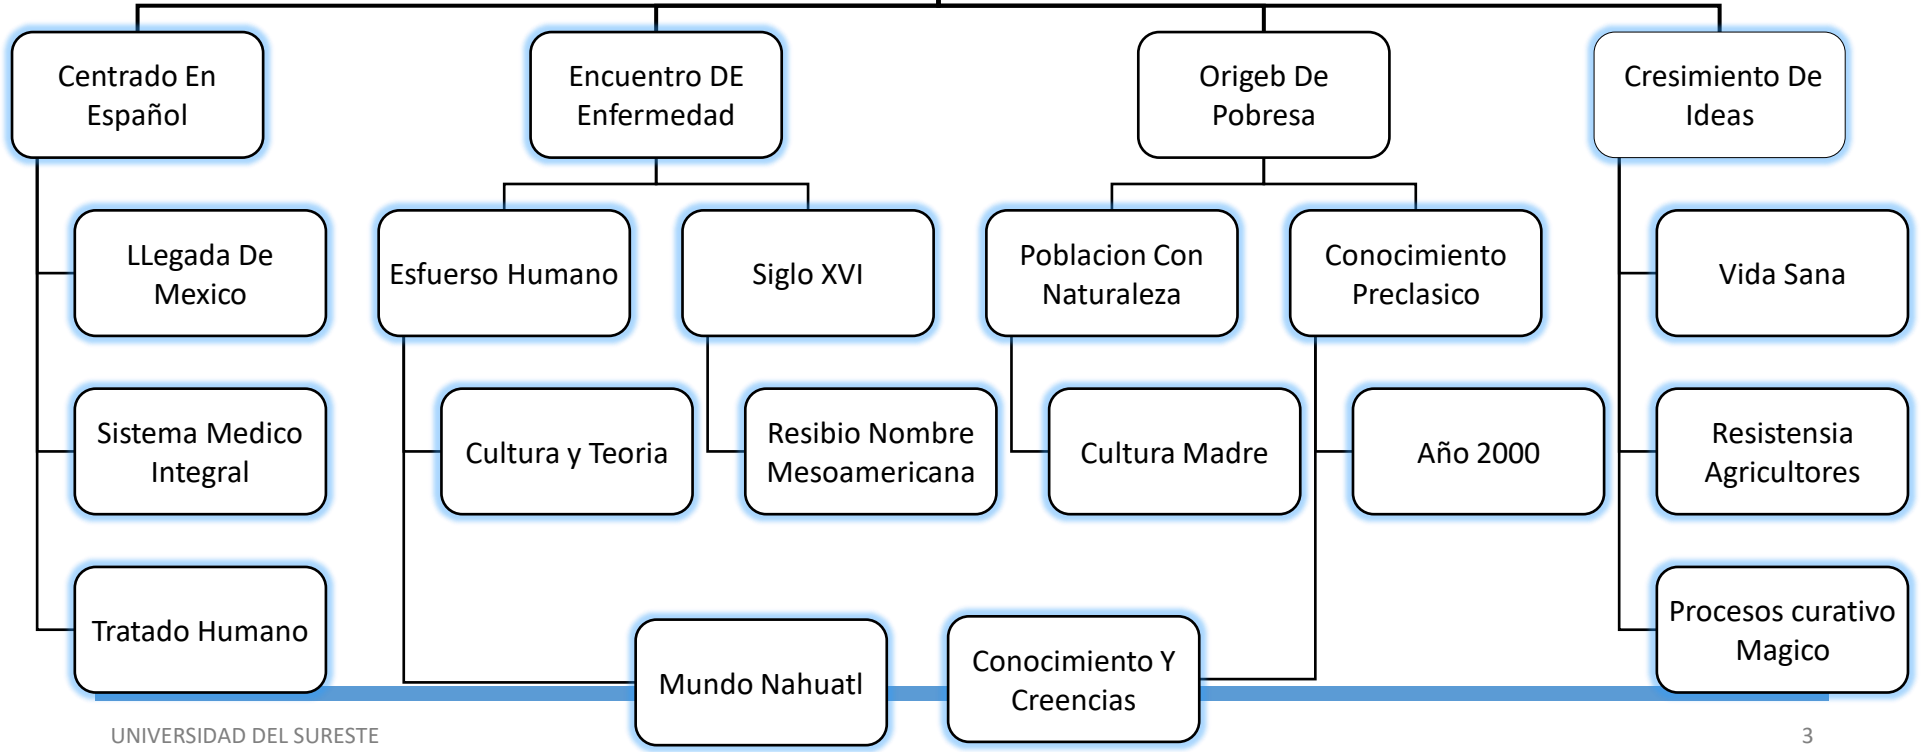 Centrado En
Español
Encuentro DE
Enfermedad
Origeb De
Pobresa
Cresimiento De
Ideas
LLegada De
Mexico
Esfuerso Humano
Siglo XVI
Poblacion Con
Naturaleza
Conocimiento
Preclasico
Vida Sana
Sistema Medico
Integral
Cultura y Teoria
Resibio Nombre
Mesoamericana
Cultura Madre
Año 2000
Resistensia
Agricultores
Tratado Humano
Mundo Nahuatl
Conocimiento Y
Creencias
Procesos curativo
Magico
UNIVERSIDAD DEL SURESTE
3